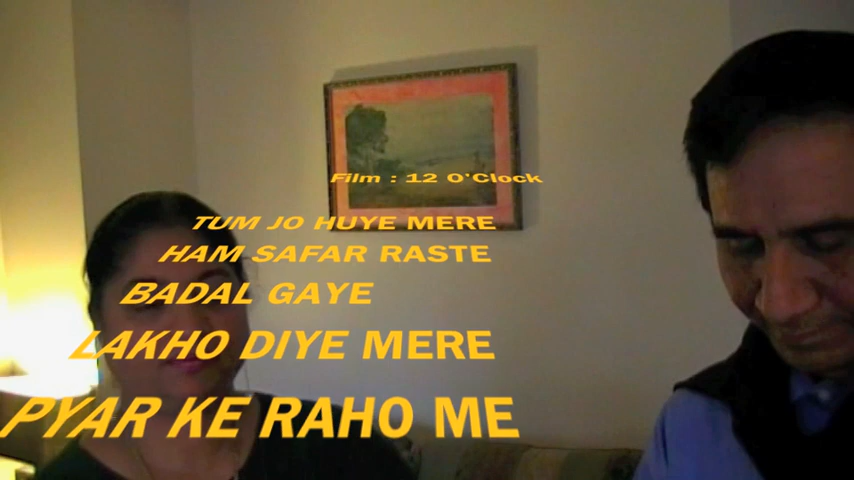 Film : 12 O'Clock
TUM JO HUYE MERE
HAM SAFAR RASTE
BADAL GAYE
LAKHO DIYE MERE
PYAR KE RAHO ME